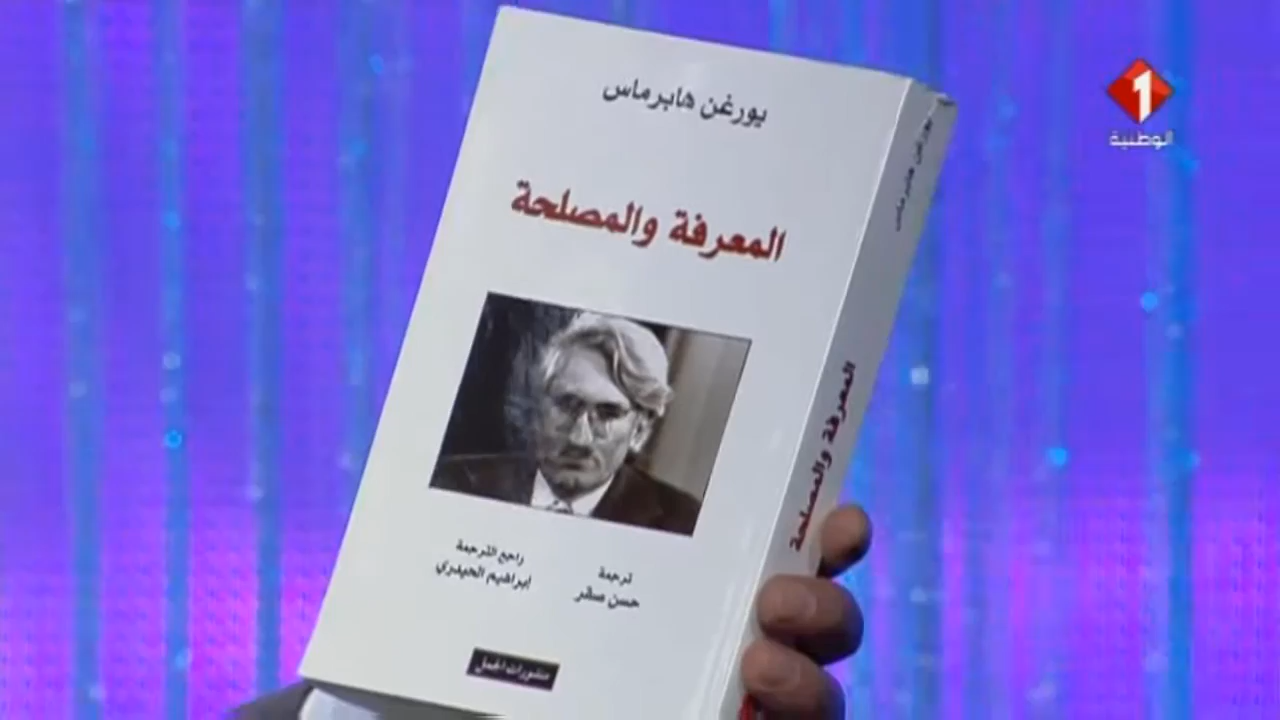 يورغن هابرماس
المعرفة والمصلحة
ترجمة
حسن صقر
راجع الترجمة
إبراهيم الحيدري
منشورات الجمل
يورغن هابرماس
المعرفة والمصلحة
1
الوطنية